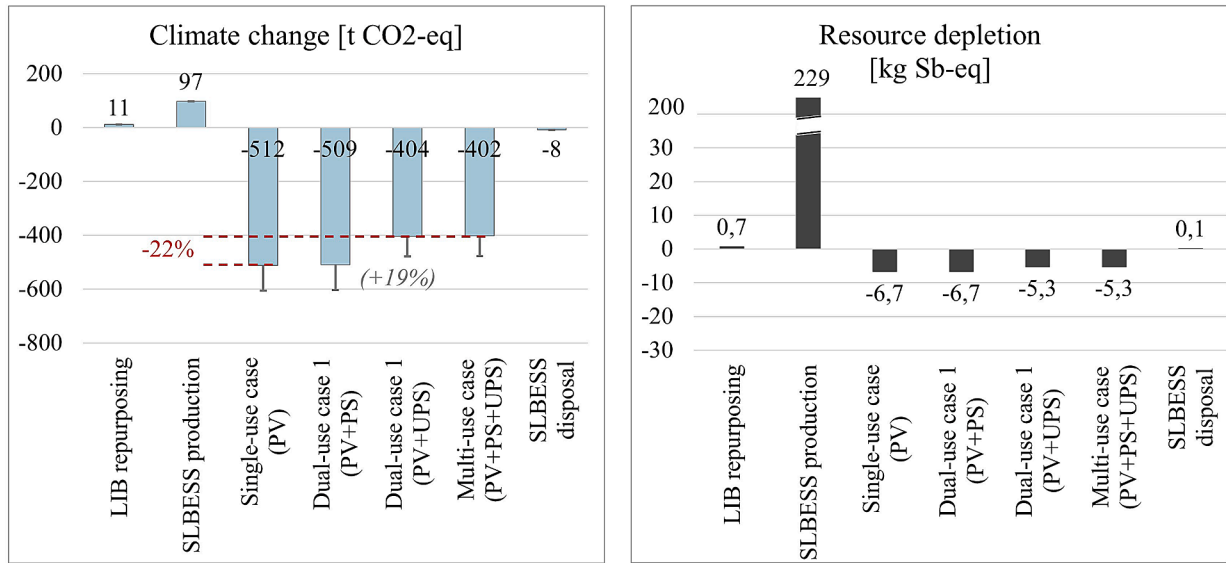 Climate change [t CO2-eq]
200
0
-200
-400
-600
-800
11
97
-512
-509
-404
-402
-8
-22%
(+19%)
LIB repurposing
SLBESS production
Single-use case
(PV)
Dual-use case 1
(PV+PS)
Dual-use case 1
(PV+UPS)
Multi-use case
(PV+PS+UPS)
SLBESS
disposal
Resource depletion
[kg Sb-eq]
200
30
20
10
0
-10
-20
-30
229
0,7
-6,7
-6,7
-5,3
-5,3
0,1
LIB repurposing
SLBESS production
Single-use case
(PV)
Dual-use case 1
(PV+PS)
Dual-use case 1
(PV+UPS)
Multi-use case
(PV+PS+UPS)
SLBESS
disposal